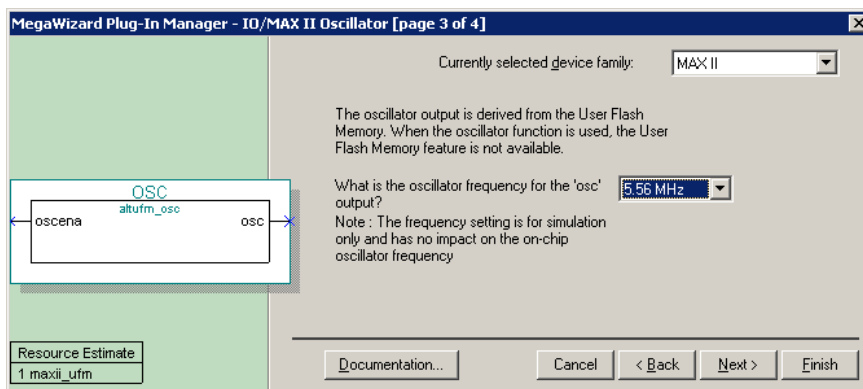 MegaWizard Plug-In Manager - IO/MAX II Oscillator [page 3 of 4]
Currently selected device family:
MAX II
The oscillator output is derived from the User Flash
Memory. When the oscillator function is used, the User
Flash Memory feature is not available.
What is the oscillator frequency for the 'osc'
output?
5.56 MHz
Note : The frequency setting is for simulation
only and has no impact on the on-chip
oscillator frequency
OSC
altufm_osc
oscena
osc
Resource Estimate
1 maxii_ufm
Documentation...
Cancel
< Back
Next >
Finish